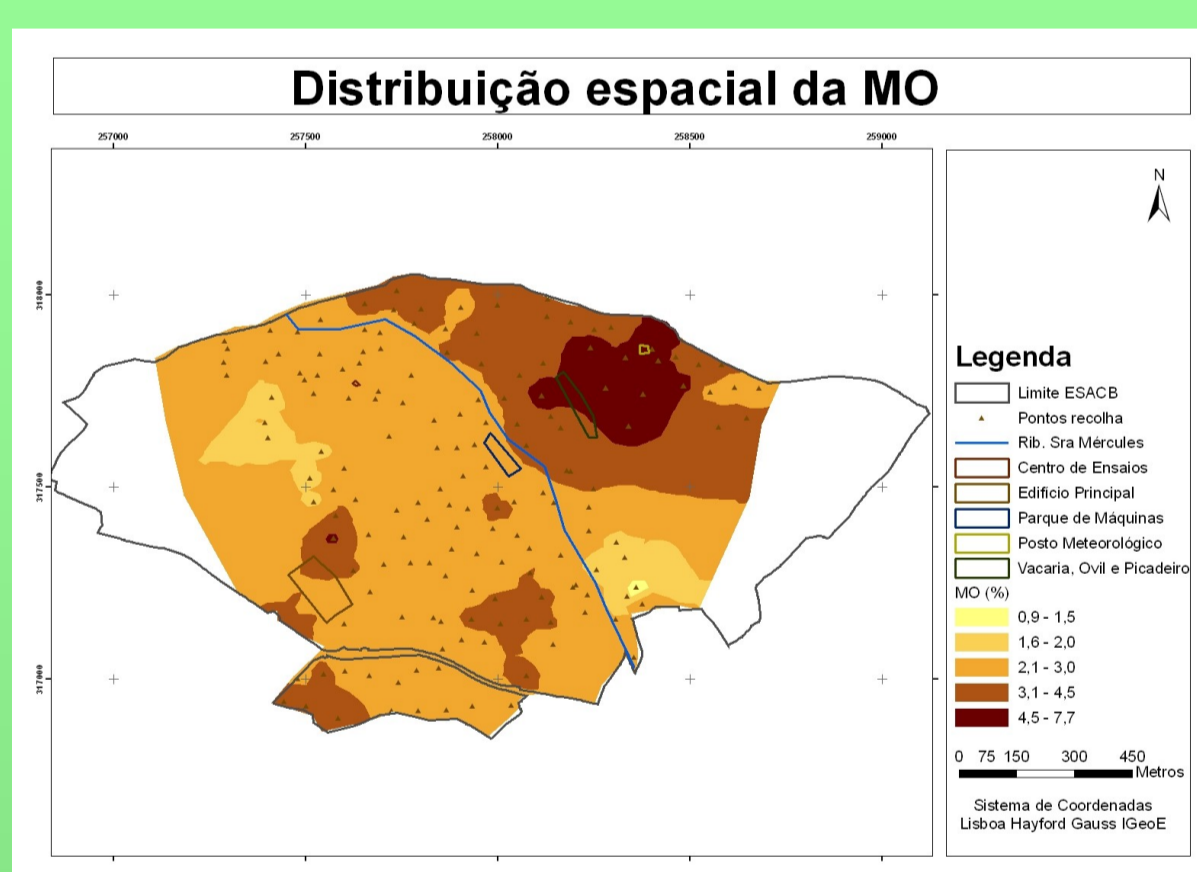 Distribuição espacial da MO
257000 257500 258000 258500 259000
318000
317500
317000
N
Legenda
Limite ESACB
Pontos recolha
Rib. Sra Mércules
Centro de Ensaios
Edificio Principal
Parque de Máquinas
Posto Meteorológico
Vacaria, Ovil e Picadeiro
MO (%)
0,9 - 1,5
1,6 - 2,0
2,1 - 3,0
3,1 - 4,5
4,5 - 7,7
0 75 150 300 450
Metros
Sistema de Coordenadas
Lisboa Hayford Gauss IGeoE